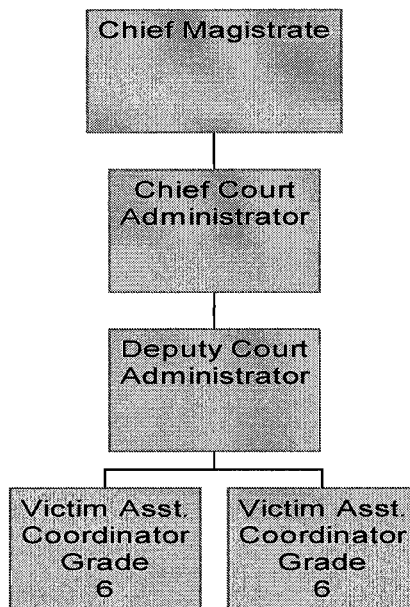 Chief Magistrate
Chief Court
Administrator
Deputy Court
Administrator
Victim Asst.
Coordinator
Grade
6
Victim Asst.
Coordinator
Grade
6